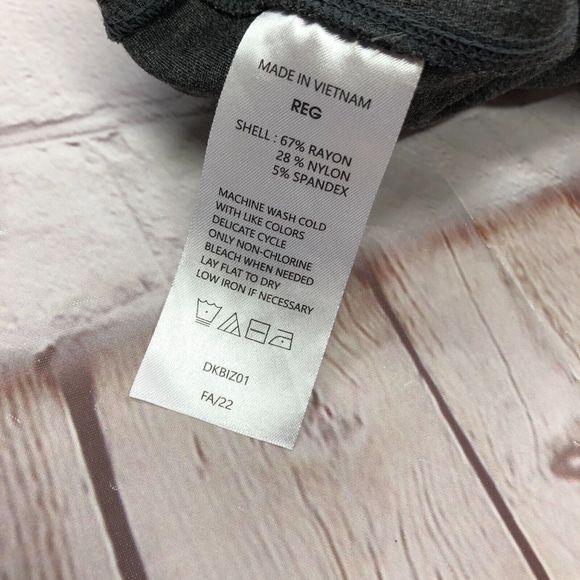 MADE IN VIETNAM
REG
SHELL : 67% RAYON
28 % NYLON
5% SPANDEX
MACHINE WASH COLD
WITH LIKE COLORS
DELICATE CYCLE
ONLY NON-CHLORINE
BLEACH WHEN NEEDED
LAY FLAT TO DRY
LOW IRON IF NECESSARY
DKBIZ01
FA/22